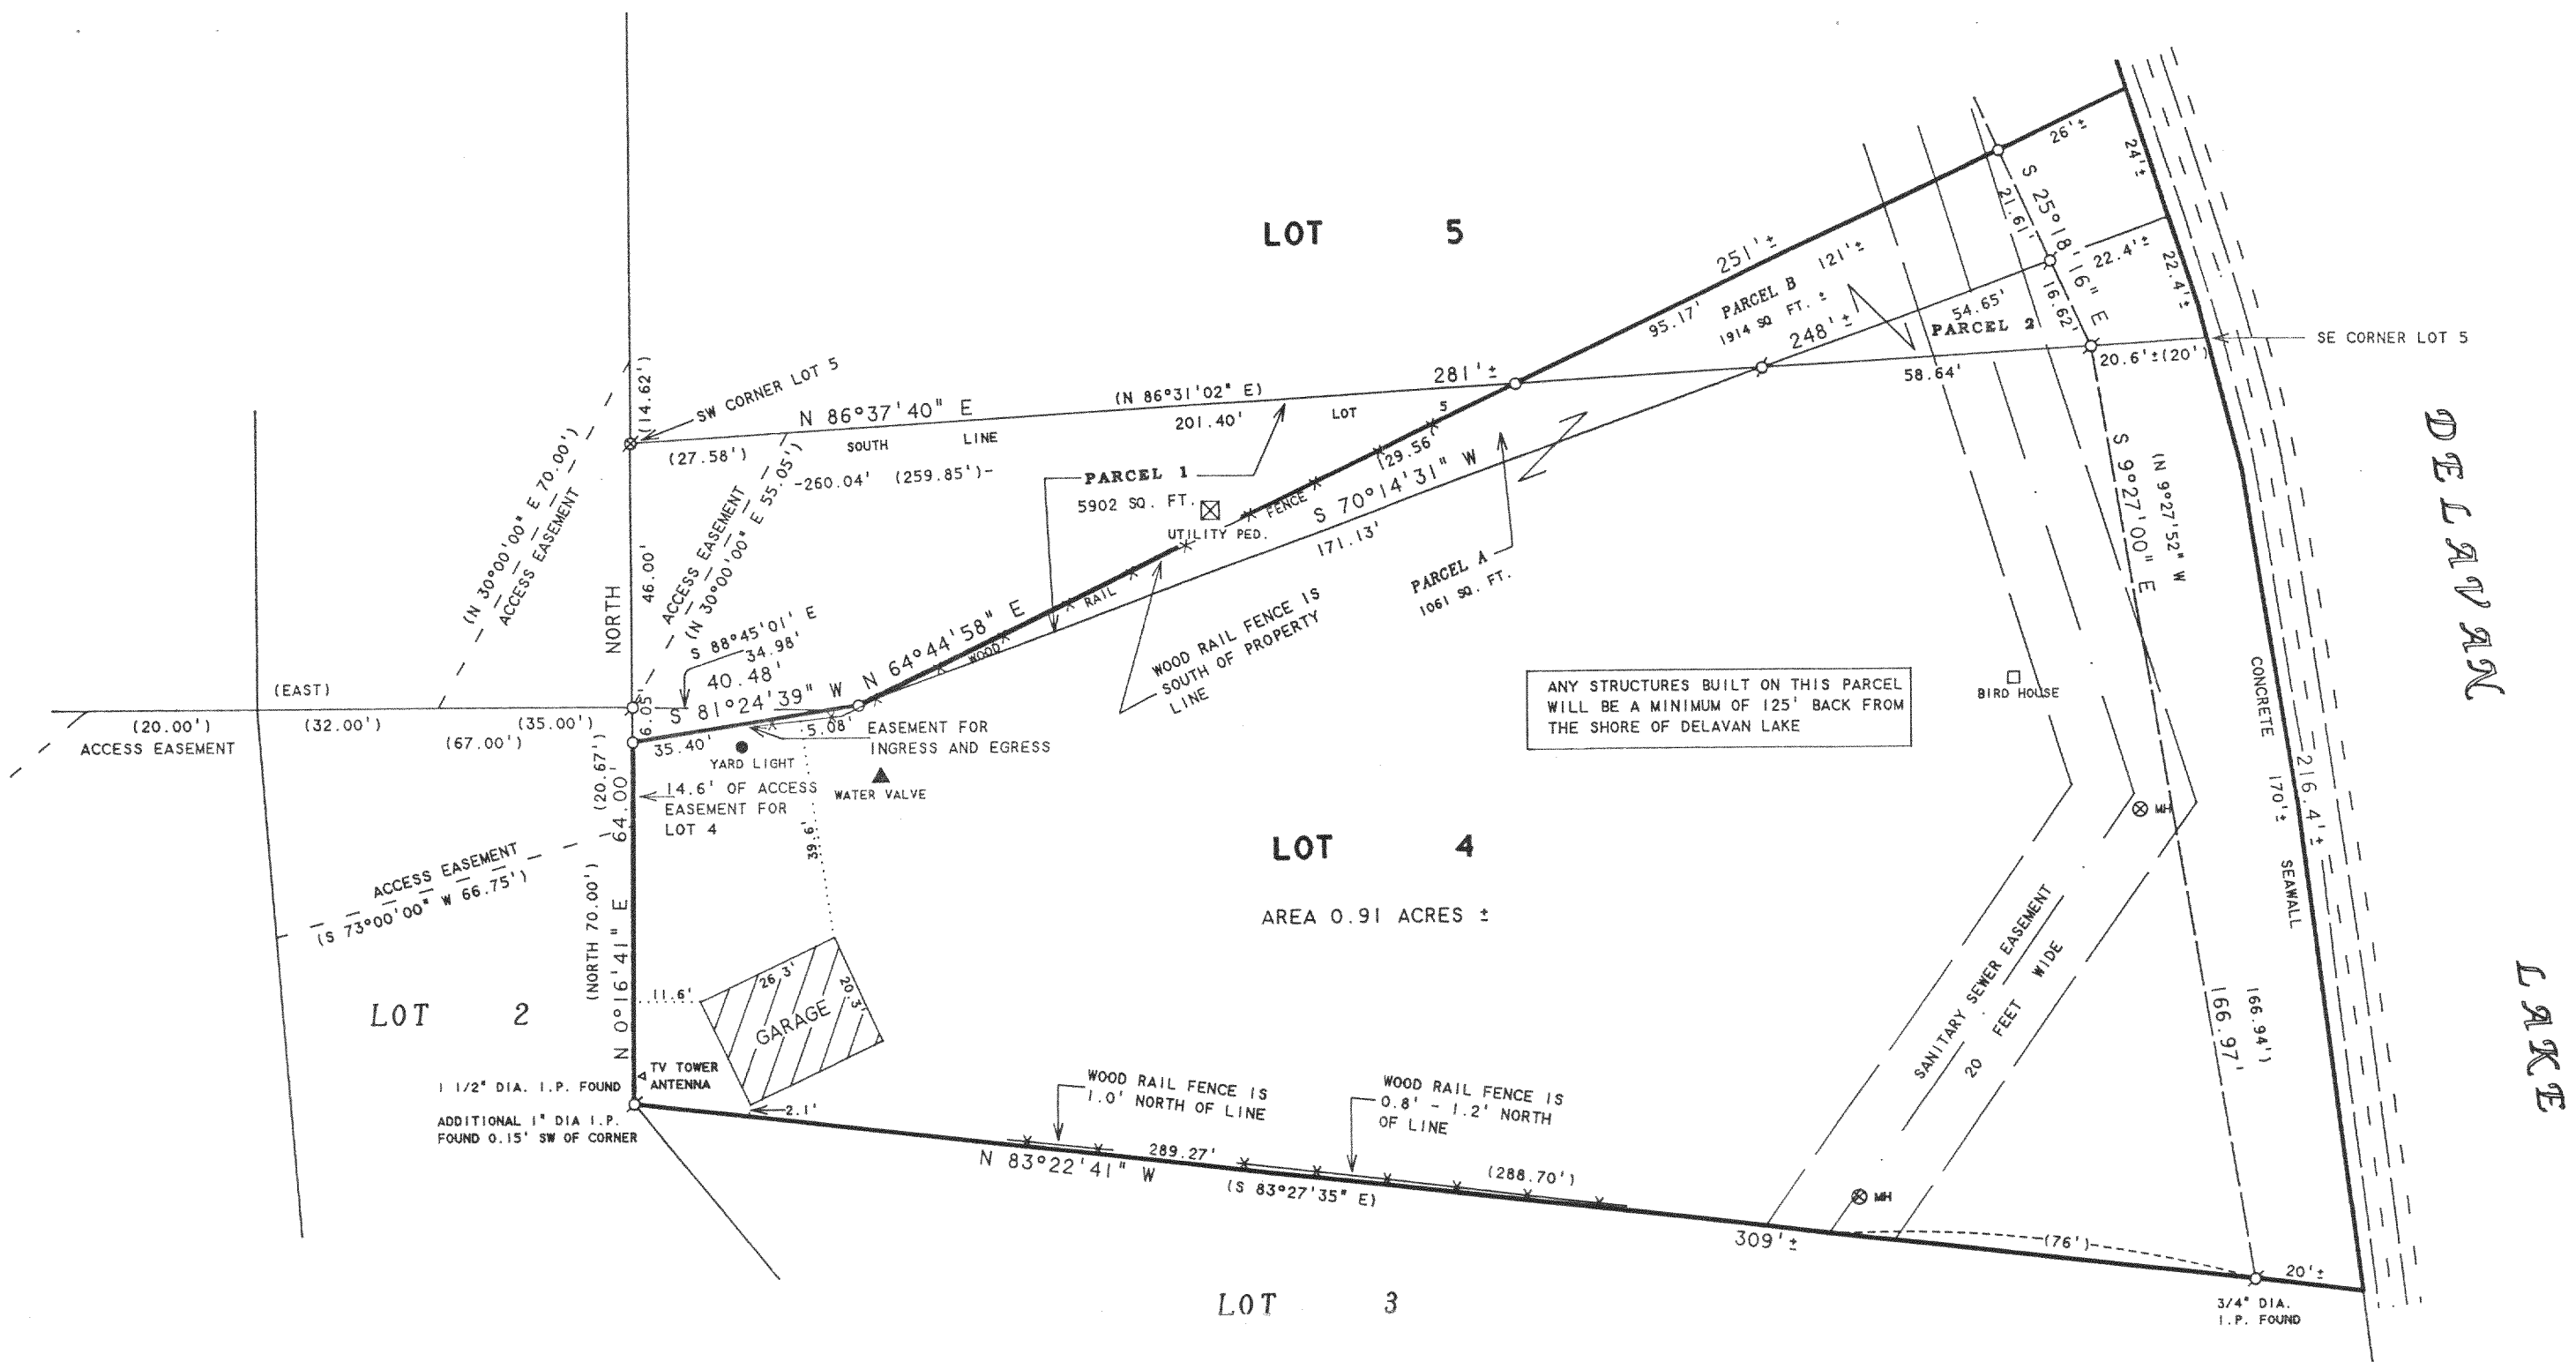 LOT 5
26'±
24'±
S 25°18'16" E
21.61'
16.62'
22.4'±
22.4'±
251'±
95.17'
PARCEL B 121'±
1914 SQ FT. ±
248'±
54.65'
PARCEL 2
20.6'±(20')
SE CORNER LOT 5
58.64'
(14.62')
SW CORNER LOT 5
N 86°37'40" E
(N 86°31'02" E)
281'±
201.40'
SOUTH LINE LOT 5
(27.58')
-260.04' (259.85')-
PARCEL 1
5902 SQ. FT.
UTILITY PED.
FENCE
129.56'
S 70°14'31" W
171.13'
PARCEL A
1061 SQ. FT.
(N 30°00'00" E 70.00')
ACCESS EASEMENT
ACCESS EASEMENT
(N 30°00'00" E 55.05')
NORTH
46.00'
S 88°45'01' E
34.98'
40.48'
S 81°24'39" W
N 64°44'58" E
WOOD RAIL
WOOD RAIL FENCE IS
SOUTH OF PROPERTY
LINE
(EAST)
(20.00')
ACCESS EASEMENT
(32.00')
(67.00')
(35.00')
6.05'
35.40'
5.08'
EASEMENT FOR
INGRESS AND EGRESS
YARD LIGHT
WATER VALVE
14.6' OF ACCESS
EASEMENT FOR
LOT 4
(20.67')
64.00'
N 0°16'41" E
(NORTH 70.00')
ACCESS EASEMENT
(S 73°00'00" W 66.75')
39.6'
ANY STRUCTURES BUILT ON THIS PARCEL
WILL BE A MINIMUM OF 125' BACK FROM
THE SHORE OF DELAVAN LAKE
BIRD HOUSE
S 9°27'00" E
(N 9°27'52" W
166.97'
166.94')
CONCRETE SEAWALL
170'±
216.4'±
DELAVAN
LAKE
MH
LOT 4
AREA 0.91 ACRES ±
SANITARY SEWER EASEMENT
20 FEET WIDE
LOT 2
11.6'
26.3'
20.3'
GARAGE
TV TOWER
ANTENNA
1 1/2" DIA. I.P. FOUND
ADDITIONAL 1" DIA I.P.
FOUND 0.15' SW OF CORNER
2.1'
WOOD RAIL FENCE IS
1.0' NORTH OF LINE
WOOD RAIL FENCE IS
0.8' - 1.2' NORTH
OF LINE
N 83°22'41" W
289.27'
(S 83°27'35" E)
(288.70')
MH
309'±
(76')
20'±
3/4" DIA.
I.P. FOUND
LOT 3